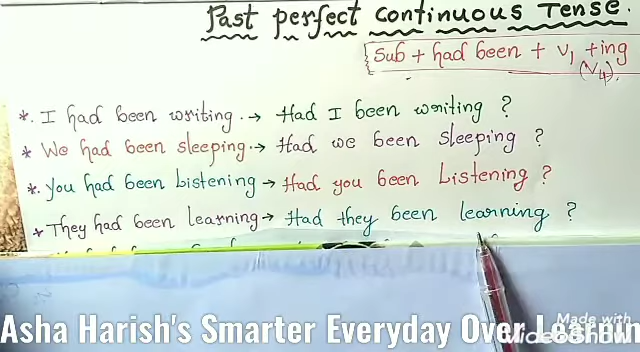 Past perfect Continuous Tense.
Sub + had been + V1 +ing
(V4).
*. I had been writing. → Had I been writing ?
* We had been sleeping. → Had we been sleeping ?
*. You had been Listening → Had you been Listening ?
* They had been learning → Had they been learning ?
Asha Harish's Smarter Everyday Over Learnin
Made with
VideoShow